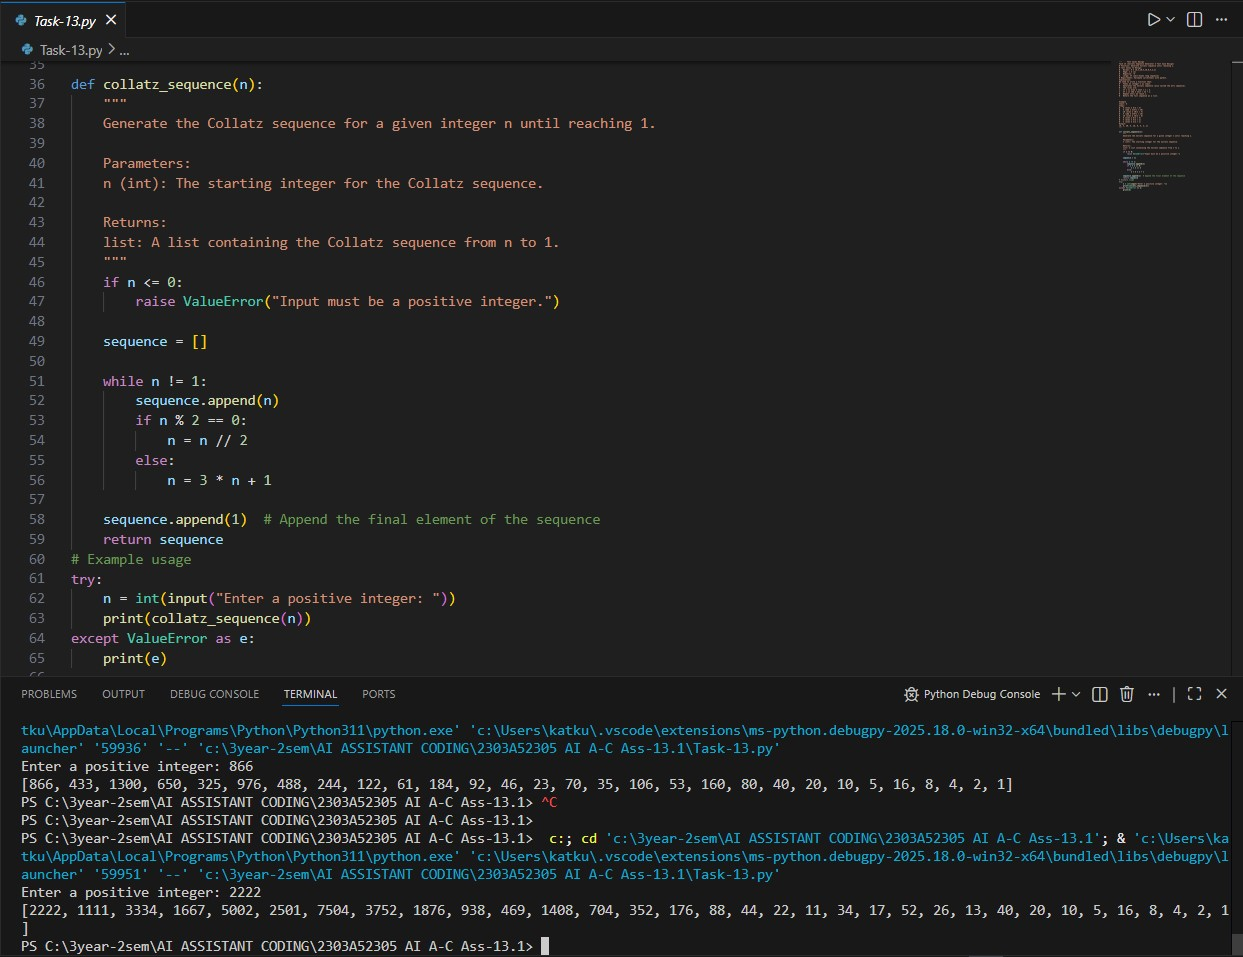 Task-13.py
Task-13.py > ...
35
36 def collatz_sequence(n):
37 """
38 Generate the Collatz sequence for a given integer n until reaching 1.
39
40 Parameters:
41 n (int): The starting integer for the Collatz sequence.
42
43 Returns:
44 list: A list containing the Collatz sequence from n to 1.
45 """
46 if n <= 0:
47 raise ValueError("Input must be a positive integer.")
48
49 sequence = []
50
51 while n != 1:
52 sequence.append(n)
53 if n % 2 == 0:
54 n = n // 2
55 else:
56 n = 3 * n + 1
57
58 sequence.append(1)  # Append the final element of the sequence
59 return sequence
60 # Example usage
61 try:
62 n = int(input("Enter a positive integer: "))
63 print(collatz_sequence(n))
64 except ValueError as e:
65 print(e)
66
PROBLEMS OUTPUT DEBUG CONSOLE TERMINAL PORTS Python Debug Console
tku\AppData\Local\Programs\Python\Python311\python.exe' 'c:\Users\katku\.vscode\extensions\ms-python.debugpy-2025.18.0-win32-x64\bundled\libs\debugpy\l
auncher' '59936' '--' 'c:\3year-2sem\AI ASSISTANT CODING\2303A52305 AI A-C Ass-13.1\Task-13.py'
Enter a positive integer: 866
[866, 433, 1300, 650, 325, 976, 488, 244, 122, 61, 184, 92, 46, 23, 70, 35, 106, 53, 160, 80, 40, 20, 10, 5, 16, 8, 4, 2, 1]
PS C:\3year-2sem\AI ASSISTANT CODING\2303A52305 AI A-C Ass-13.1> ^C
PS C:\3year-2sem\AI ASSISTANT CODING\2303A52305 AI A-C Ass-13.1>
PS C:\3year-2sem\AI ASSISTANT CODING\2303A52305 AI A-C Ass-13.1>  c:; cd 'c:\3year-2sem\AI ASSISTANT CODING\2303A52305 AI A-C Ass-13.1'; & 'c:\Users\ka
tku\AppData\Local\Programs\Python\Python311\python.exe' 'c:\Users\katku\.vscode\extensions\ms-python.debugpy-2025.18.0-win32-x64\bundled\libs\debugpy\l
auncher' '59951' '--' 'c:\3year-2sem\AI ASSISTANT CODING\2303A52305 AI A-C Ass-13.1\Task-13.py'
Enter a positive integer: 2222
[2222, 1111, 3334, 1667, 5002, 2501, 7504, 3752, 1876, 938, 469, 1408, 704, 352, 176, 88, 44, 22, 11, 34, 17, 52, 26, 13, 40, 20, 10, 5, 16, 8, 4, 2, 1
]
PS C:\3year-2sem\AI ASSISTANT CODING\2303A52305 AI A-C Ass-13.1>